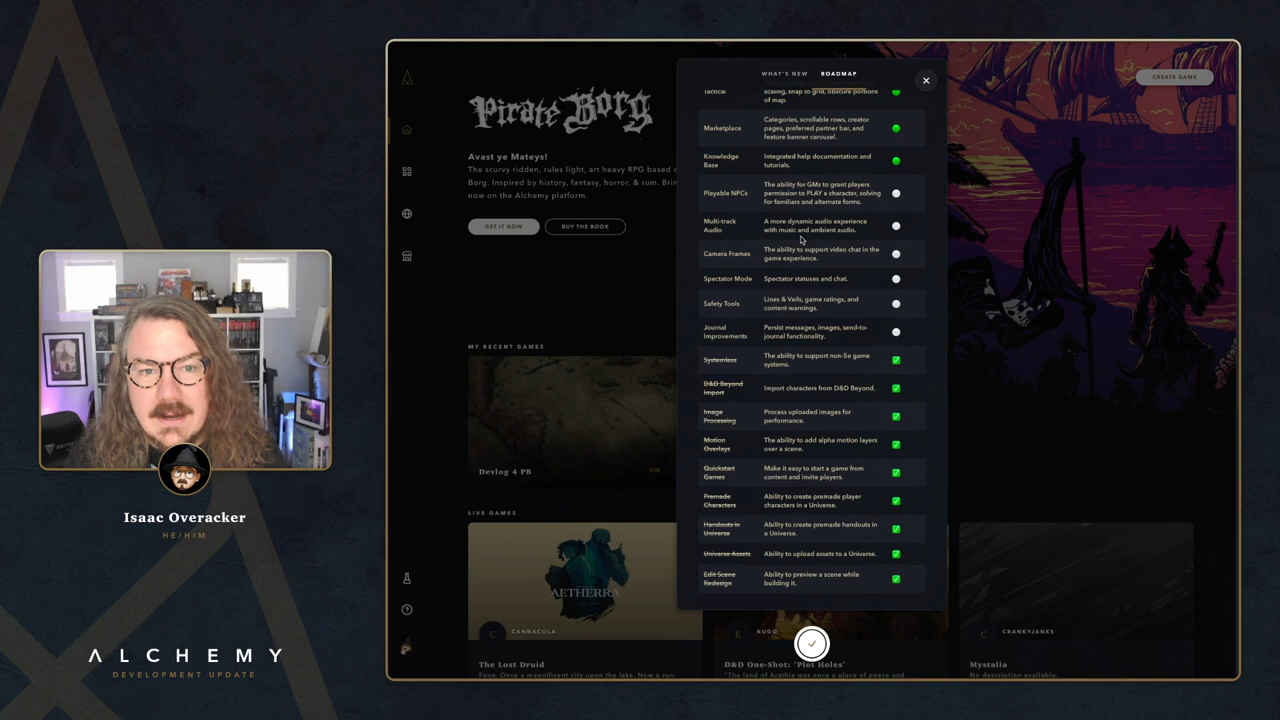 WHAT'S NEW
ROADMAP
CREATE GAME
Pirate Borg
Avast ye Mateys!
The scurvy ridden, rules light, art heavy RPG based
Borg. Inspired by history, fantasy, horror, & rum.
now on the Alchemy platform.
GET IT NOW
BUY THE BOOK
MY RECENT GAMES
Devlog 4 PB
LIVE GAMES
AETHERRA
C
CANNACOLA
The Lost Druid
Fang. Once a magnificent city upon the lake. Now a run-
K
KUGO
D&D One-Shot: "Plot Holes"
"The land of Arathia was once a place of peace and
C
CRANKYJANKS
Mystalia
No description available.
Tactical
scaling, snap to grid, obscure portions
of map.
Marketplace
Categories, scrollable rows, creator
pages, preferred partner bar, and
feature banner carousel.
Knowledge
Base
Integrated help documentation and
tutorials.
Playable NPCs
The ability for GMs to grant players
permission to PLAY a character, solving
for familiars and alternate forms.
Multi-track
Audio
A more dynamic audio experience
with music and ambient audio.
Camera Frames
The ability to support video chat in the
game experience.
Spectator Mode
Spectator statuses and chat.
Safety Tools
Lines & Veils, game ratings, and
content warnings.
Journal
Improvements
Persist messages, images, send-to-
journal functionality.
Systemless
The ability to support non-5e game
systems.
D&D Beyond
Import
Import characters from D&D Beyond.
Image
Processing
Process uploaded images for
performance.
Motion
Overlays
The ability to add alpha motion layers
over a scene.
Quickstart
Games
Make it easy to start a game from
content and invite players.
Premade
Characters
Ability to create premade player
characters in a Universe.
Handouts in
Universe
Ability to create premade handouts in
a Universe.
Universe Assets
Ability to upload assets to a Universe.
Edit Scene
Redesign
Ability to preview a scene while
building it.
Isaac Overacker
HE/HIM
ALCHEMY
DEVELOPMENT UPDATE